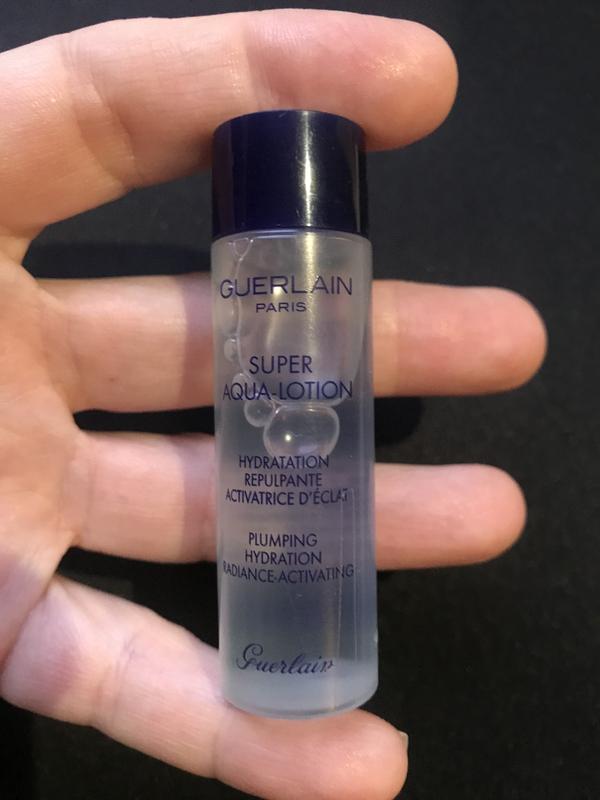 GUERLAIN
PARIS
SUPER
AQUA-LOTION
HYDRATATION
REPULPANTE
ACTIVATRICE D'ÉCLAT
PLUMPING
HYDRATION
RADIANCE-ACTIVATING
Guerlain